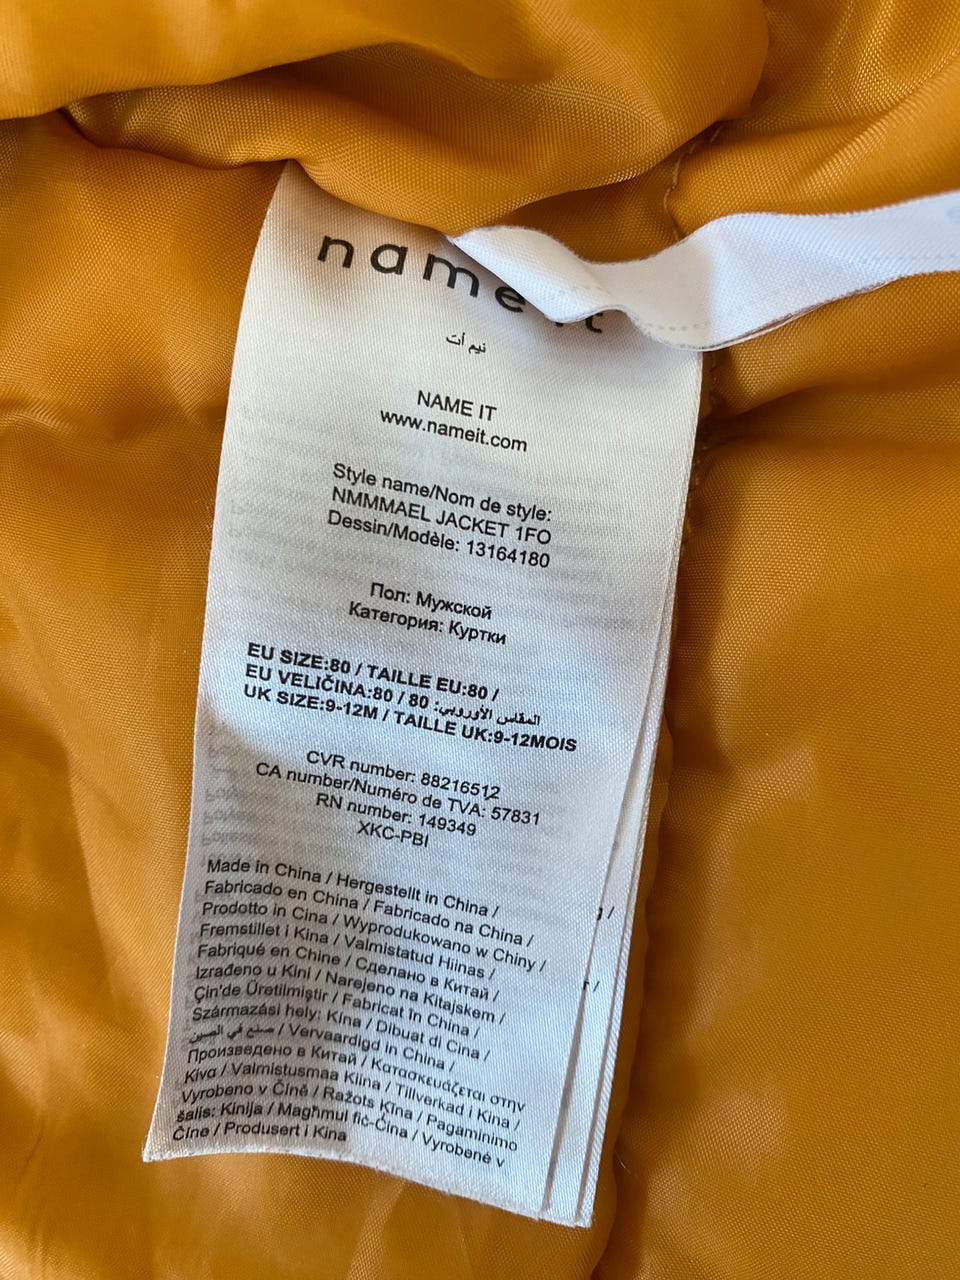 name it
نيم أت
NAME IT
www.nameit.com
Style name/Nom de style:
NMMMAEL JACKET 1FO
Dessin/Modèle: 13164180
Пол: Мужской
Категория: Куртки
EU SIZE:80 / TAILLE EU:80 /
EU VELIČINA:80 / 80 :المقاس الأوروبي
UK SIZE:9-12M / TAILLE UK:9-12MOIS
CVR number: 88216512
CA number/Numéro de TVA: 57831
RN number: 149349
XKC-PBI
Made in China / Hergestellt in China /
Fabricado en China / Fabricado na China /
Prodotto in Cina / Wyprodukowano w Chiny /
Fremstillet i Kina / Valmistatud Hiinas /
Fabriqué en Chine / Сделано в Китай /
Izrađeno u Kini / Narejeno na Kitajskem /
Çin'de Üretilmiştir / Fabricat în China /
Származási hely: Kína / Dibuat di Cina /
صنع في الصين / Vervaardigd in China /
Произведено в Китай / Κατασκευάζεται στην
Κίνα / Valmistusmaa Kiina / Tillverkad i Kina /
Vyrobeno v Číně / Ražots Ķīna / Pagaminimo
šalis: Kinija / Magħmul fiċ-Ċina / Vyrobené v
Číne / Produsert i Kina